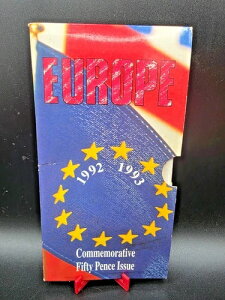 EUROPE
1992 1993
Commemorative
Fifty Pence Issue